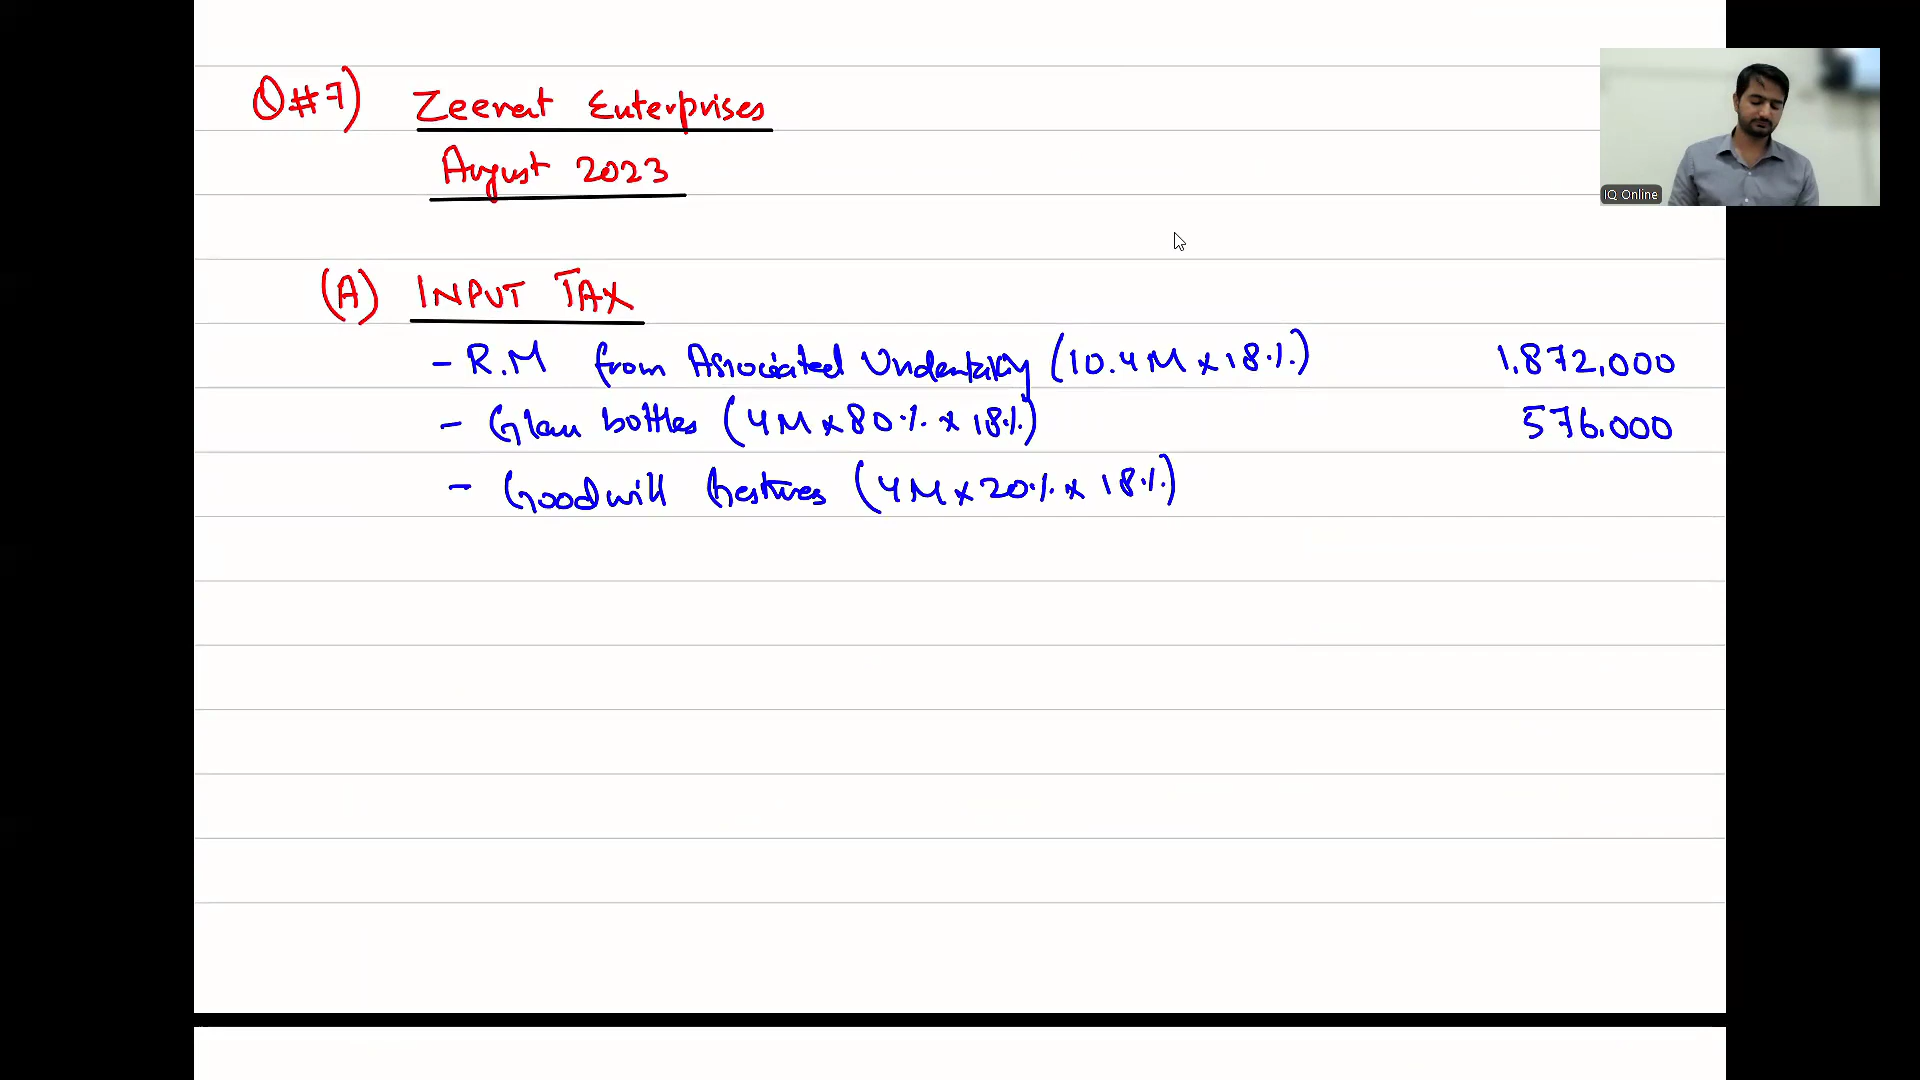 Q#7) Zeenat Enterprises
August 2023
IQ Online
(A) INPUT TAX
- R.M from Associated Undertaking (10.4M x 18%) 1,872,000
- Glass bottles (4M x 80% x 18%) 576,000
- Goodwill Gestures (4M x 20% x 18%)